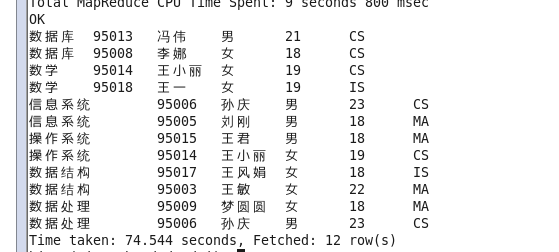 Total MapReduce CPU Time Spent: 9 seconds 800 msec
OK
数据库 95013 冯伟 男 21 CS
数据库 95008 李娜 女 18 CS
数学 95014 王小丽 女 19 CS
数学 95018 王一 女 19 IS
信息系统 95006 孙庆 男 23 CS
信息系统 95005 刘刚 男 18 MA
操作系统 95015 王君 男 18 MA
操作系统 95014 王小丽 女 19 CS
数据结构 95017 王风娟 女 18 IS
数据结构 95003 王敏 女 22 MA
数据处理 95009 梦圆圆 女 18 MA
数据处理 95006 孙庆 男 23 CS
Time taken: 74.544 seconds, Fetched: 12 row(s)